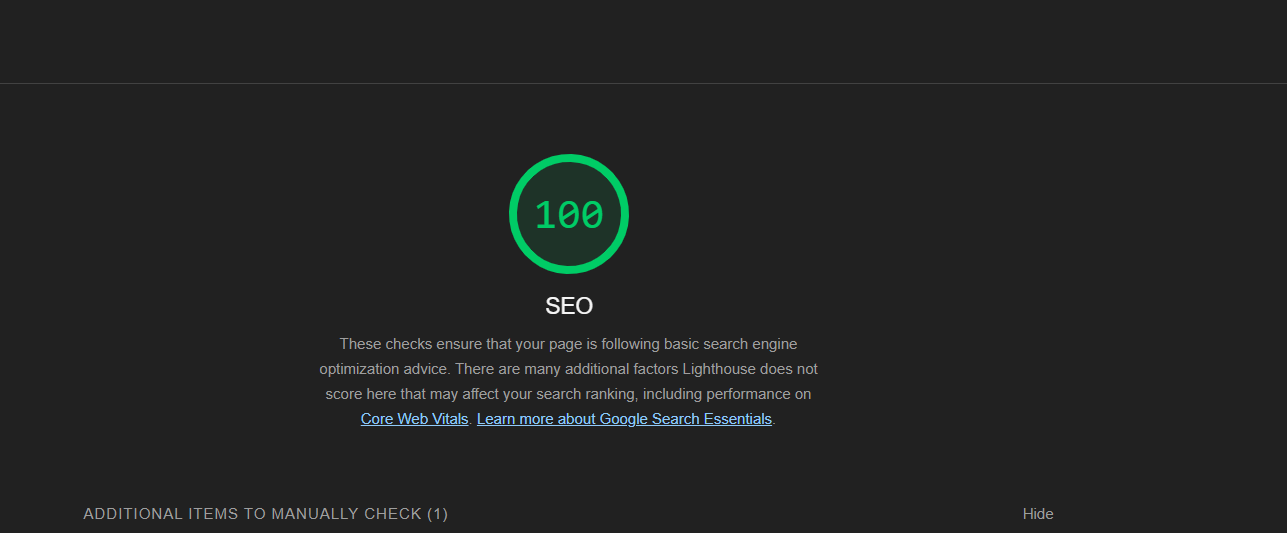 100
SEO
These checks ensure that your page is following basic search engine
optimization advice. There are many additional factors Lighthouse does not
score here that may affect your search ranking, including performance on
Core Web Vitals. Learn more about Google Search Essentials.
ADDITIONAL ITEMS TO MANUALLY CHECK (1) Hide